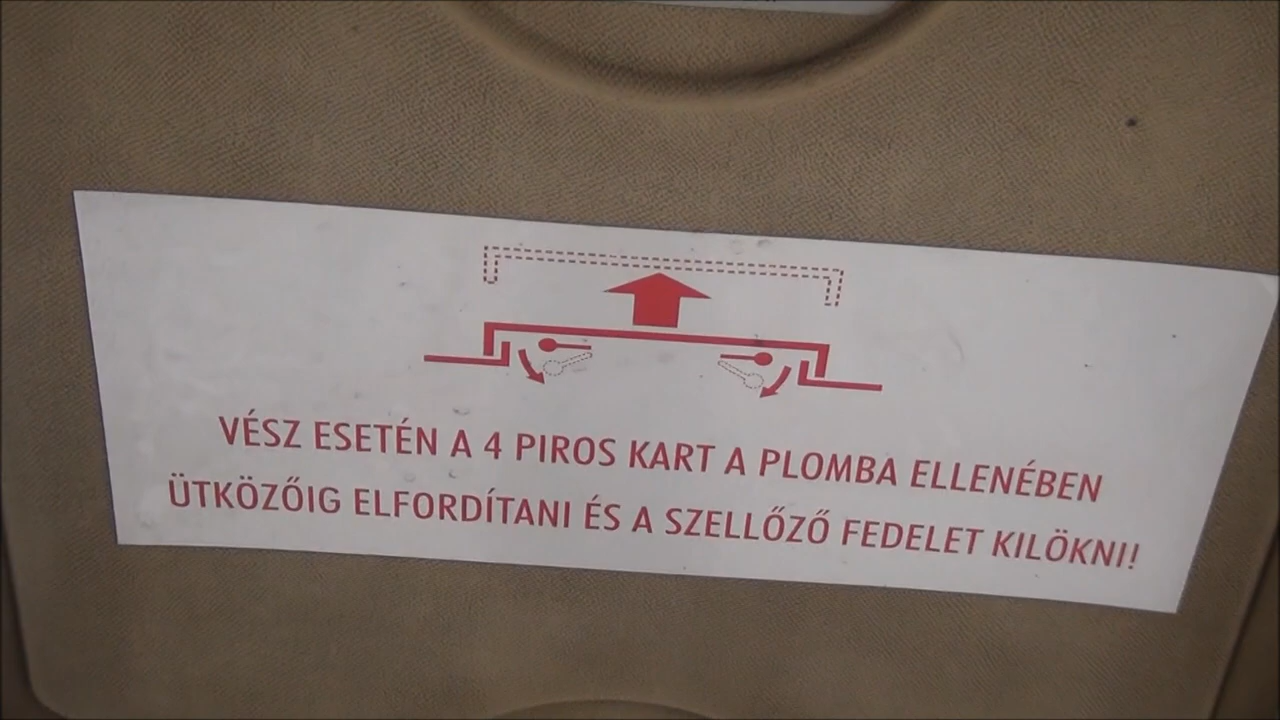 VÉSZ ESETÉN A 4 PIROS KART A PLOMBA ELLENÉBEN
ÜTKÖZŐIG ELFORDÍTANI ÉS A SZELLŐZŐ FEDELET KILÖKNI!